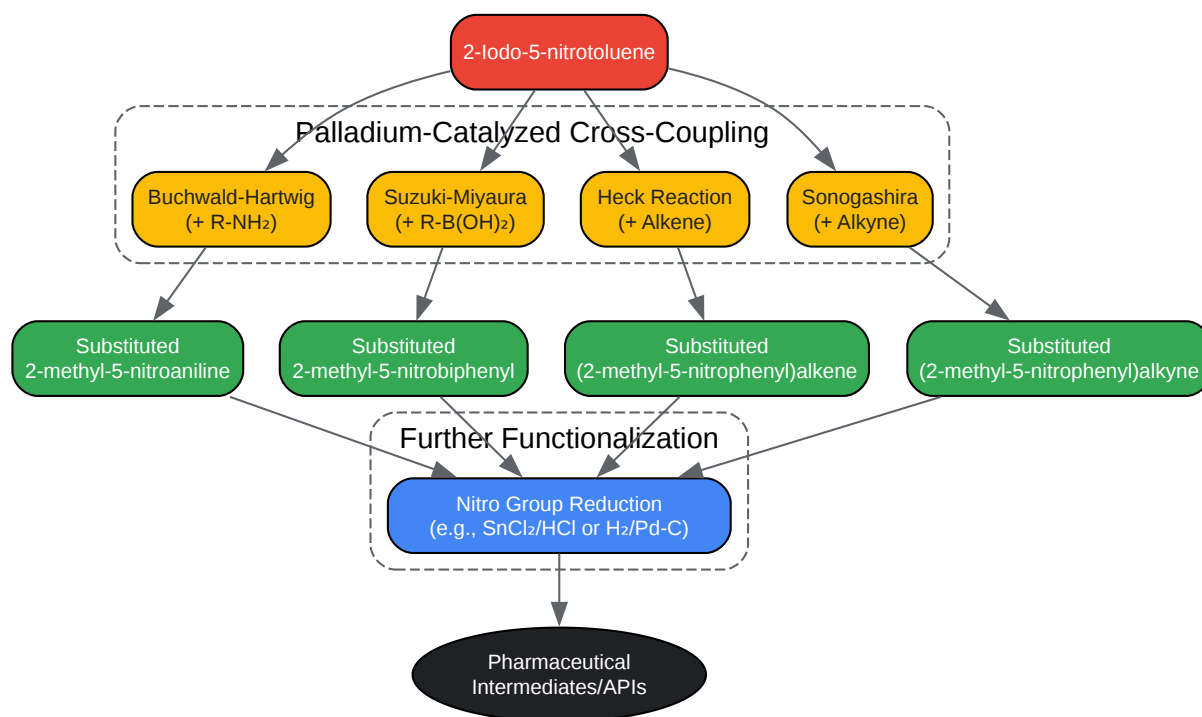 2-Iodo-5-nitrotoluene
Palladium-Catalyzed Cross-Coupling
Buchwald-Hartwig
(+ R-NH₂)
Suzuki-Miyaura
(+ R-B(OH)₂)
Heck Reaction
(+ Alkene)
Sonogashira
(+ Alkyne)
Substituted
2-methyl-5-nitroaniline
Substituted
2-methyl-5-nitrobiphenyl
Substituted
(2-methyl-5-nitrophenyl)alkene
Substituted
(2-methyl-5-nitrophenyl)alkyne
Further Functionalization
Nitro Group Reduction
(e.g., SnCl₂/HCl or H₂/Pd-C)
Pharmaceutical
Intermediates/APIs